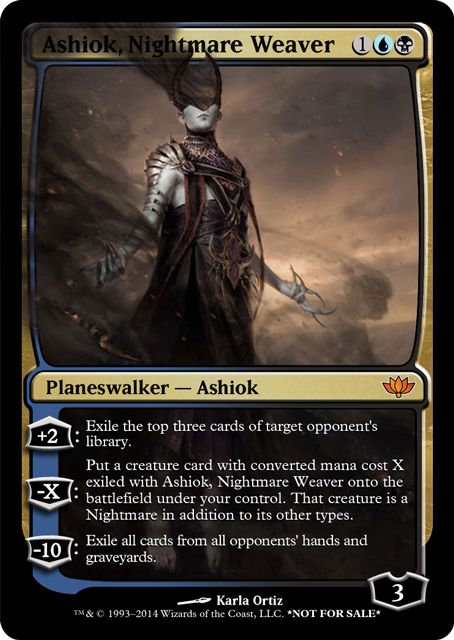 Ashiok, Nightmare Weaver 1
Planeswalker — Ashiok
+2 : Exile the top three cards of target opponent's
library.
Put a creature card with converted mana cost X
-X : exiled with Ashiok, Nightmare Weaver onto the
battlefield under your control. That creature is a
Nightmare in addition to its other types.
-10 : Exile all cards from all opponents' hands and
graveyards.
3
Karla Ortiz
™ & © 1993–2014 Wizards of the Coast, LLC. *NOT FOR SALE*